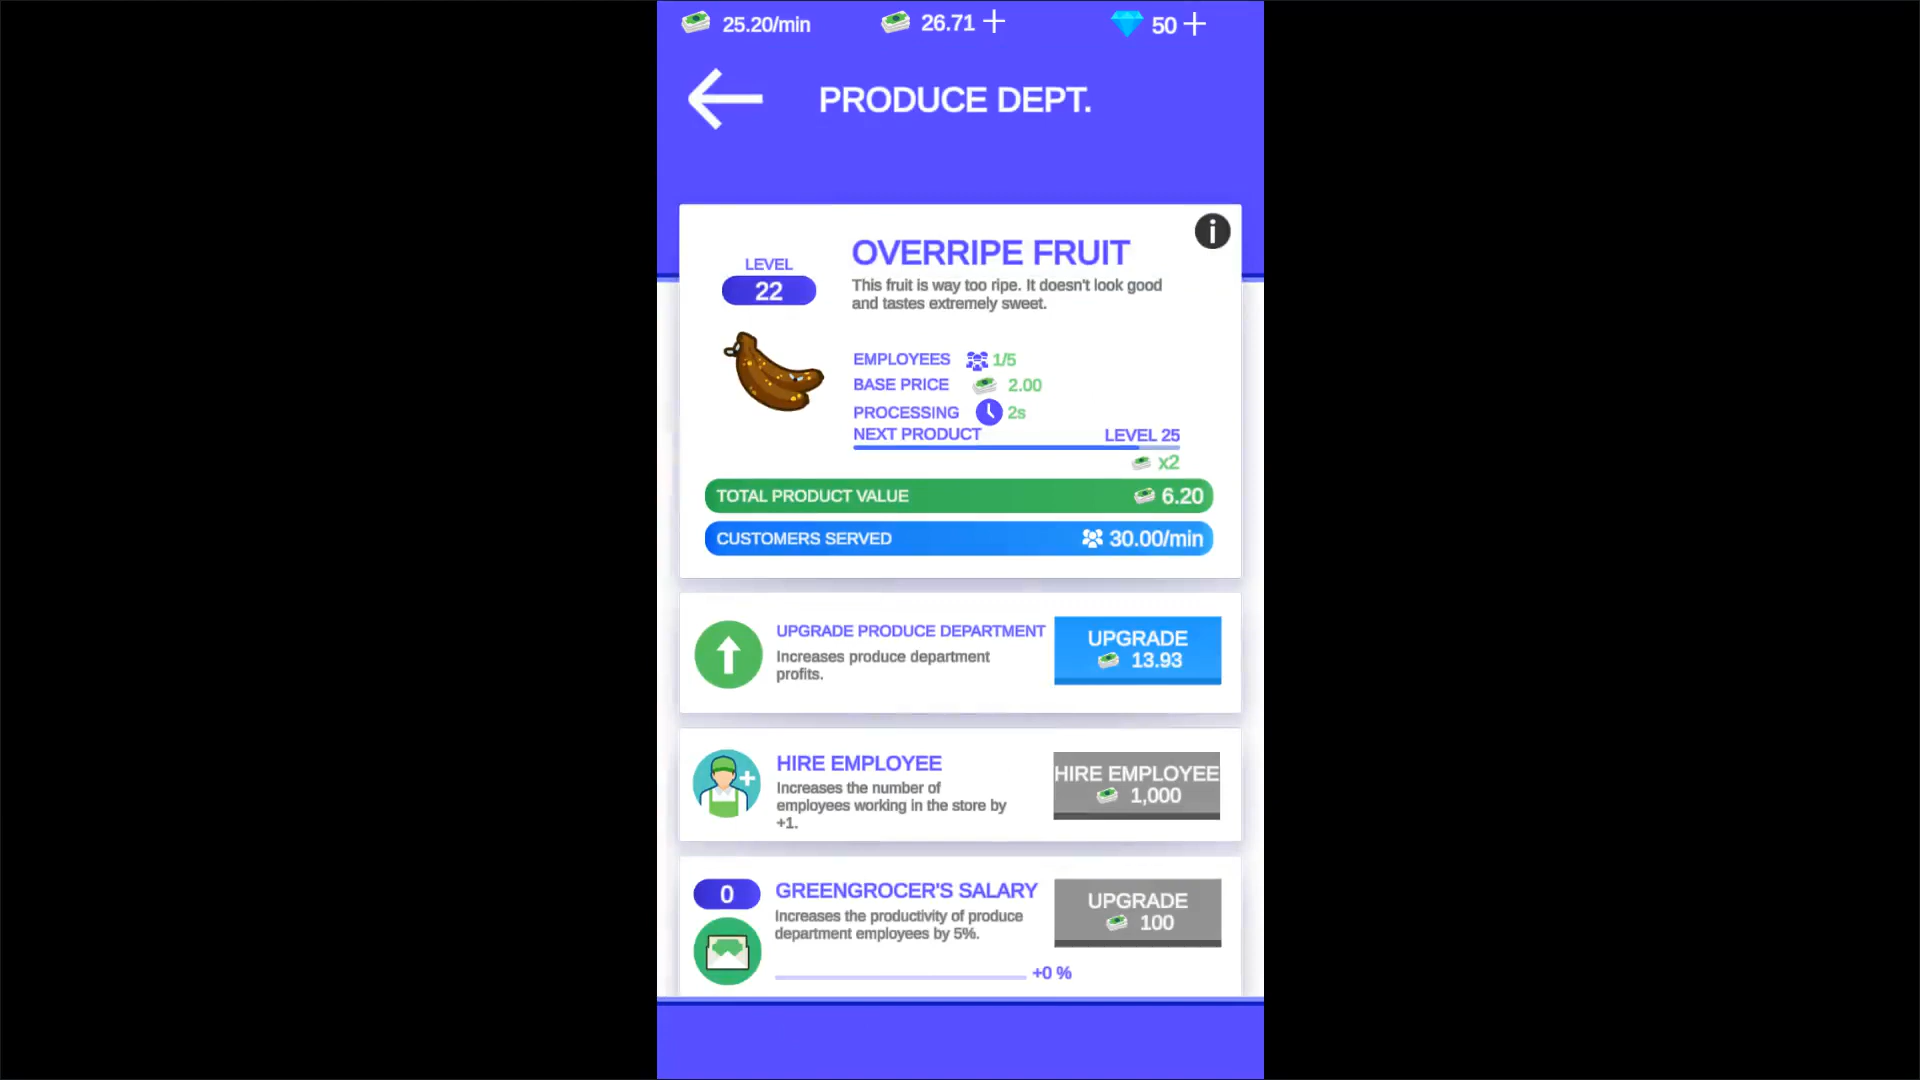 25.20/min 26.71 50
PRODUCE DEPT.
i
OVERRIPE FRUIT
LEVEL
22
This fruit is way too ripe. It doesn't look good
and tastes extremely sweet.
EMPLOYEES 1/5
BASE PRICE 2.00
PROCESSING 2s
NEXT PRODUCT LEVEL 25
x2
TOTAL PRODUCT VALUE 6.20
CUSTOMERS SERVED 30.00/min
UPGRADE PRODUCE DEPARTMENT
Increases produce department
profits.
UPGRADE
13.93
HIRE EMPLOYEE
Increases the number of
employees working in the store by
+1.
HIRE EMPLOYEE
1,000
0
GREENGROCER'S SALARY
Increases the productivity of produce
department employees by 5%.
+0 %
UPGRADE
100